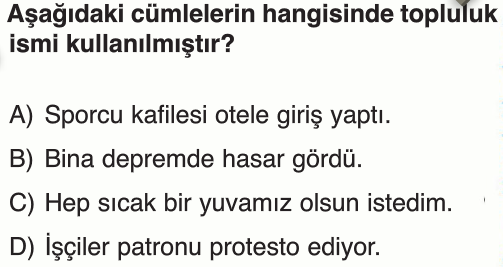 Aşağıdaki cümlelerin hangisinde topluluk
ismi kullanılmıştır?
A) Sporcu kafilesi otele giriş yaptı.
B) Bina depremde hasar gördü.
C) Hep sıcak bir yuvamız olsun istedim.
D) İşçiler patronu protesto ediyor.